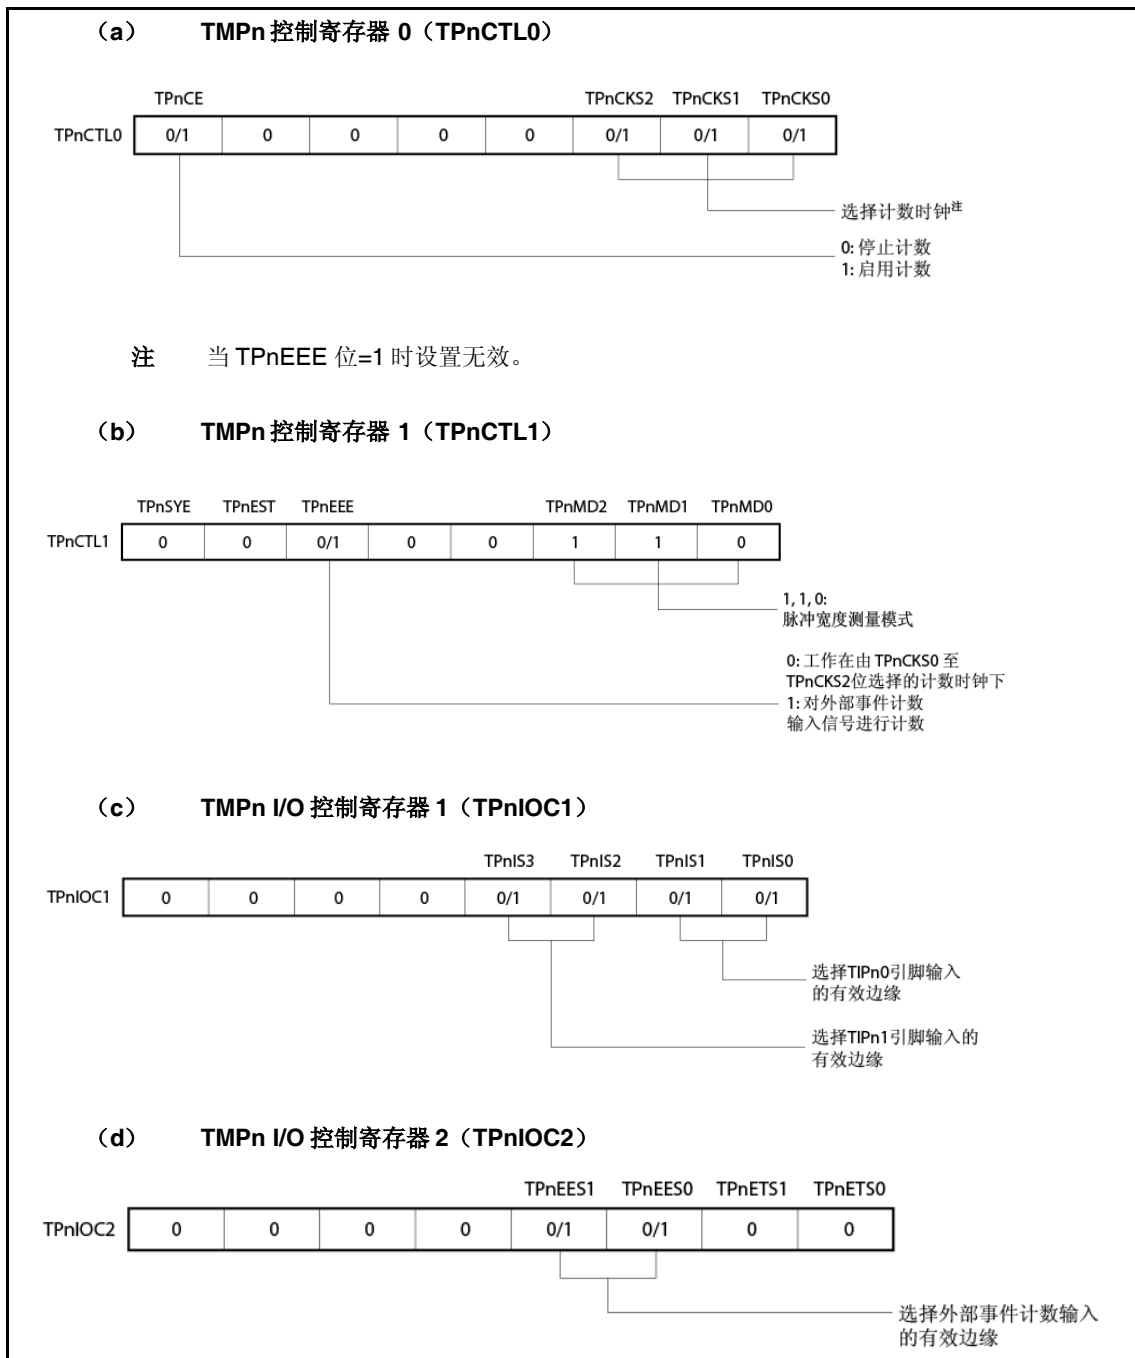 （a） TMPn 控制寄存器 0（TPnCTL0）
TPnCE TPnCKS2 TPnCKS1 TPnCKS0
TPnCTL0 0/1 0 0 0 0 0/1 0/1 0/1
选择计数时钟注
0: 停止计数
1: 启用计数
注 当 TPnEEE 位=1 时设置无效。
（b） TMPn 控制寄存器 1（TPnCTL1）
TPnSYE TPnEST TPnEEE TPnMD2 TPnMD1 TPnMD0
TPnCTL1 0 0 0/1 0 0 1 1 0
1, 1, 0:
脉冲宽度测量模式
0: 工作在由 TPnCKS0 至
TPnCKS2位选择的计数时钟下
1: 对外部事件计数
输入信号进行计数
（c） TMPn I/O 控制寄存器 1（TPnIOC1）
TPnIS3 TPnIS2 TPnIS1 TPnIS0
TPnIOC1 0 0 0 0 0/1 0/1 0/1 0/1
选择TIPn0引脚输入
的有效边缘
选择TIPn1引脚输入的
有效边缘
（d） TMPn I/O 控制寄存器 2（TPnIOC2）
TPnEES1 TPnEES0 TPnETS1 TPnETS0
TPnIOC2 0 0 0 0 0/1 0/1 0 0
选择外部事件计数输入
的有效边缘